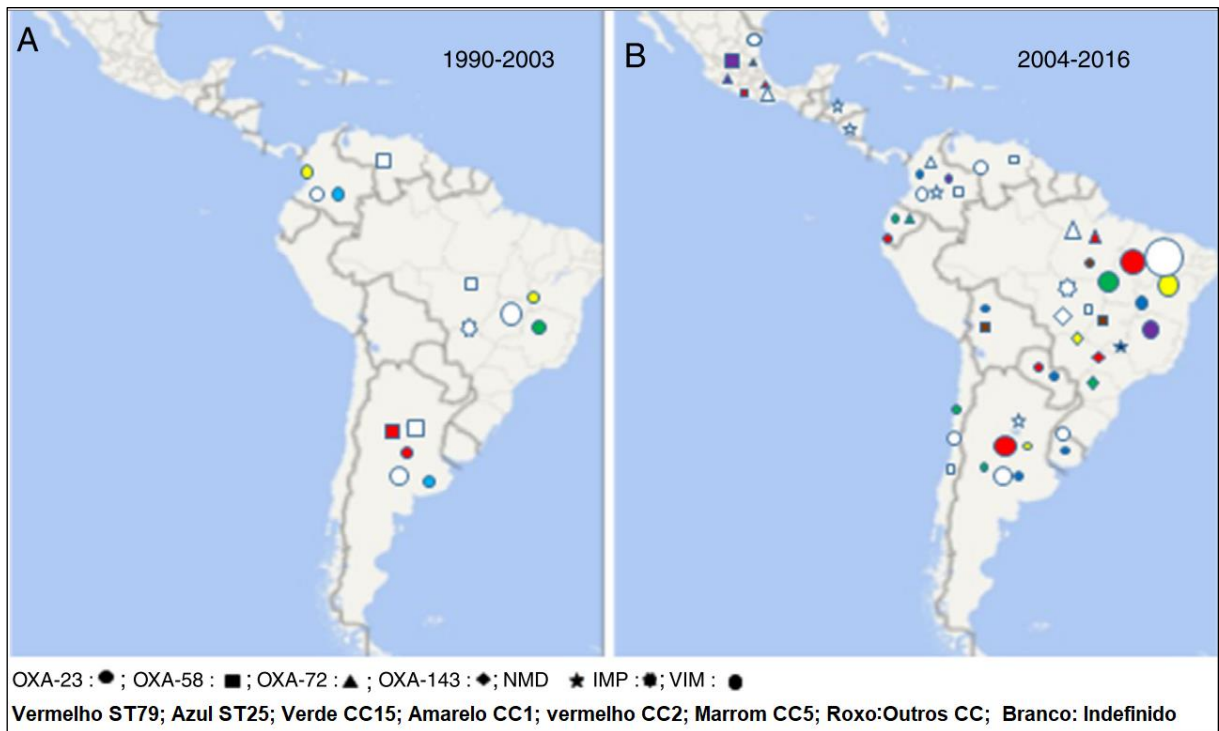 A
1990-2003
B
2004-2016
OXA-23 : ● ; OXA-58 : ■ ; OXA-72 : ▲ ; OXA-143 : ◆; NMD ★ IMP : ✹; VIM : ●
Vermelho ST79; Azul ST25; Verde CC15; Amarelo CC1; vermelho CC2; Marrom CC5; Roxo:Outros CC; Branco: Indefinido